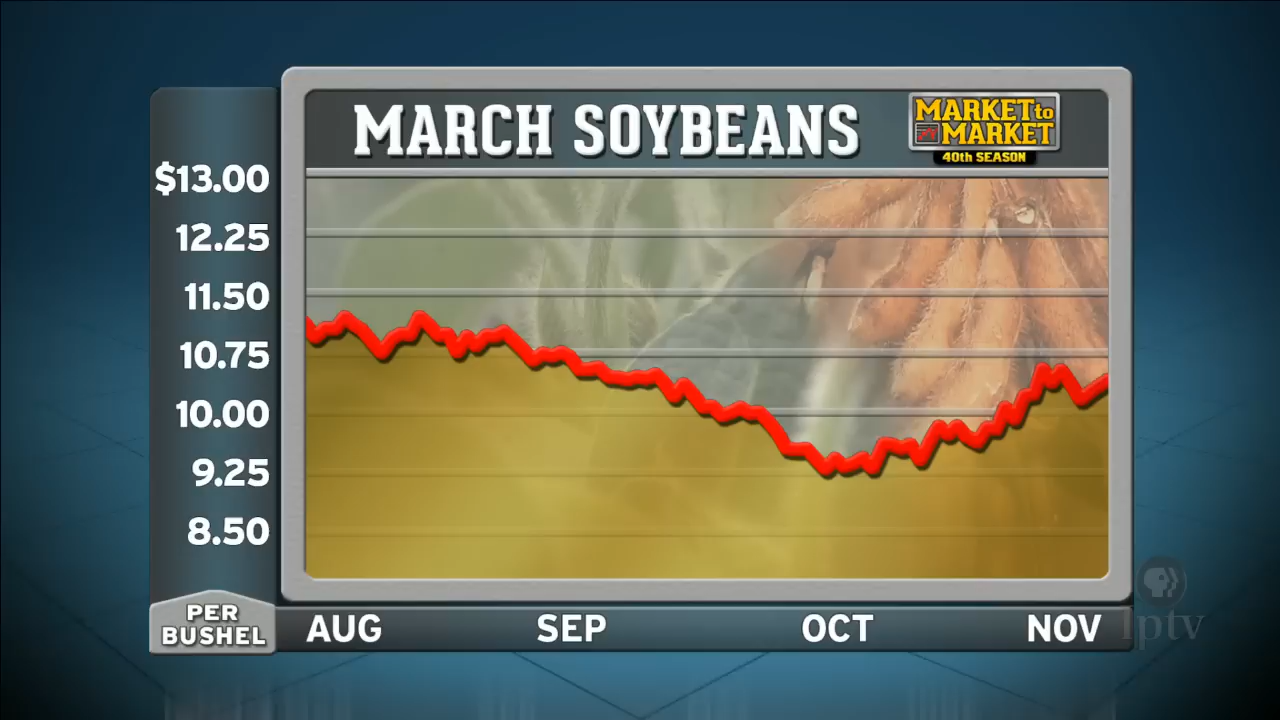 MARCH SOYBEANS
MARKET to
MARKET
40th SEASON
$13.00
12.25
11.50
10.75
10.00
9.25
8.50
PER
BUSHEL
AUG
SEP
OCT
NOV
iptv